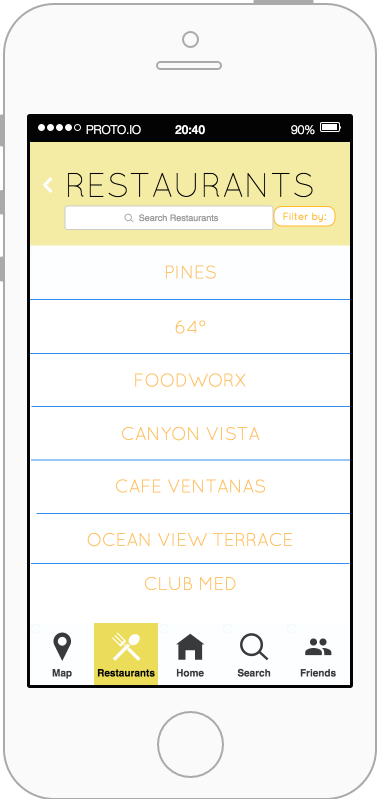 PROTO.IO 20:40 90%
RESTAURANTS
Search Restaurants Filter by:
PINES
64°
FOODWORX
CANYON VISTA
CAFE VENTANAS
OCEAN VIEW TERRACE
CLUB MED
Map Restaurants Home Search Friends